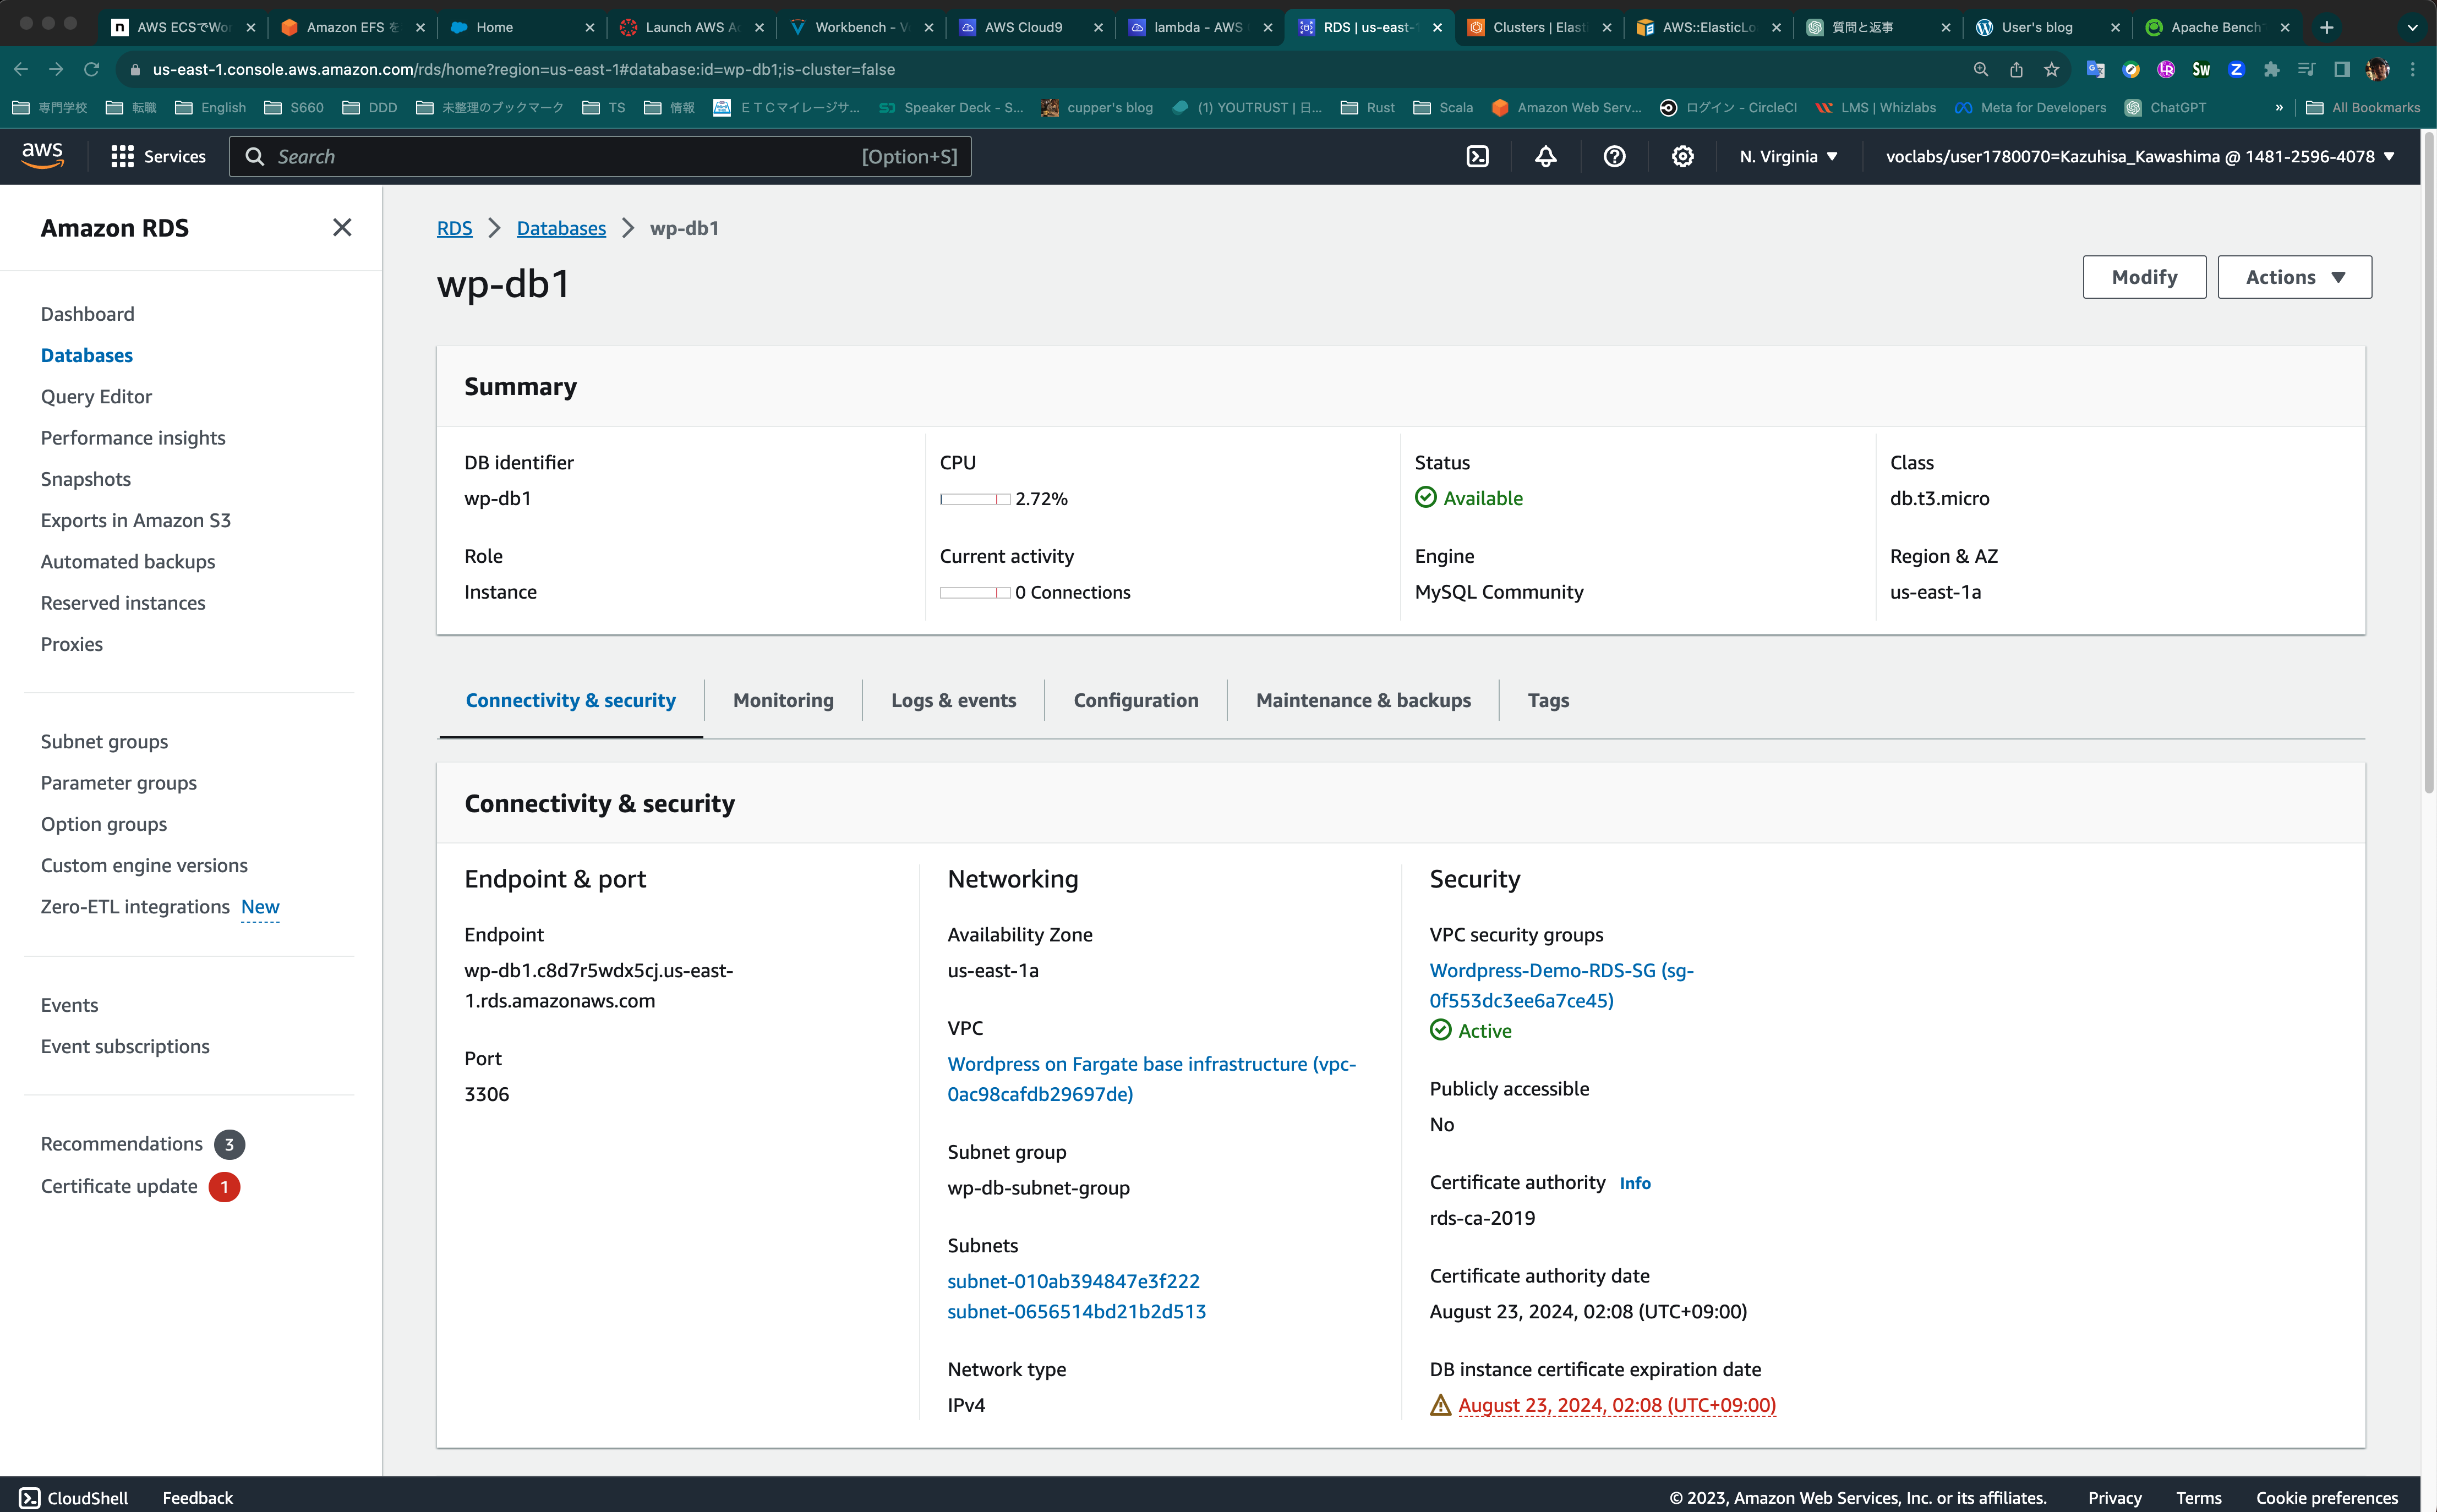 AWS ECSでWor
Amazon EFS を
Home
Launch AWS Ac
Workbench - Vo
AWS Cloud9
lambda - AWS
RDS | us-east-1
Clusters | Elasti
AWS::ElasticLo
質問と返事
User's blog
Apache Bench
us-east-1.console.aws.amazon.com/rds/home?region=us-east-1#database:id=wp-db1;is-cluster=false
専門学校
転職
English
S660
DDD
未整理のブックマーク
TS
情報
ＥＴＣマイレージサ...
Speaker Deck - S...
cupper's blog
(1) YOUTRUST | 日...
Rust
Scala
Amazon Web Serv...
ログイン - CircleCI
LMS | Whizlabs
Meta for Developers
ChatGPT
»
All Bookmarks
aws
Services
Search
[Option+S]
N. Virginia
voclabs/user1780070=Kazuhisa_Kawashima @ 1481-2596-4078
Amazon RDS
Dashboard
Databases
Query Editor
Performance insights
Snapshots
Exports in Amazon S3
Automated backups
Reserved instances
Proxies
Subnet groups
Parameter groups
Option groups
Custom engine versions
Zero-ETL integrations New
Events
Event subscriptions
Recommendations 3
Certificate update 1
RDS > Databases > wp-db1
wp-db1
Modify
Actions
Summary
DB identifier
wp-db1
CPU
2.72%
Status
Available
Class
db.t3.micro
Role
Instance
Current activity
0 Connections
Engine
MySQL Community
Region & AZ
us-east-1a
Connectivity & security
Monitoring
Logs & events
Configuration
Maintenance & backups
Tags
Connectivity & security
Endpoint & port
Endpoint
wp-db1.c8d7r5wdx5cj.us-east-
1.rds.amazonaws.com
Port
3306
Networking
Availability Zone
us-east-1a
VPC
Wordpress on Fargate base infrastructure (vpc-
0ac98cafdb29697de)
Subnet group
wp-db-subnet-group
Subnets
subnet-010ab394847e3f222
subnet-0656514bd21b2d513
Network type
IPv4
Security
VPC security groups
Wordpress-Demo-RDS-SG (sg-
0f553dc3ee6a7ce45)
Active
Publicly accessible
No
Certificate authority Info
rds-ca-2019
Certificate authority date
August 23, 2024, 02:08 (UTC+09:00)
DB instance certificate expiration date
August 23, 2024, 02:08 (UTC+09:00)
CloudShell
Feedback
© 2023, Amazon Web Services, Inc. or its affiliates.
Privacy
Terms
Cookie preferences